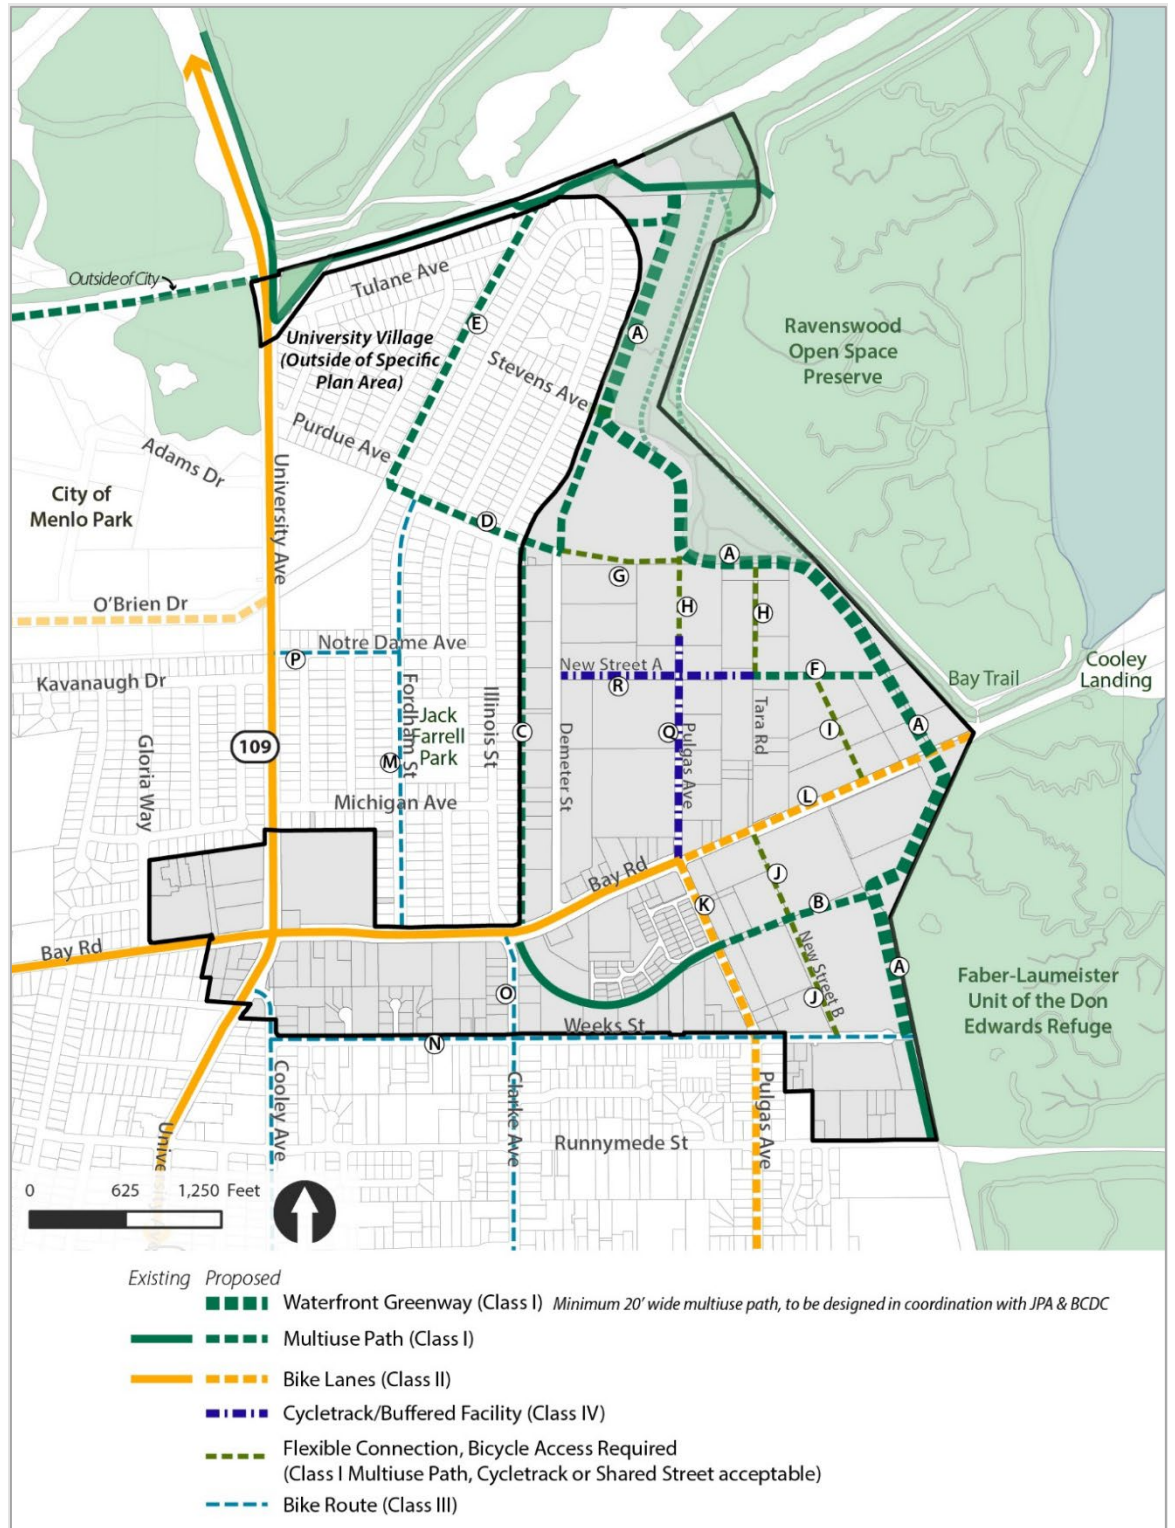 Outside of City
Tulane Ave
E
A
University Village
(Outside of Specific
Plan Area)
Stevens Ave
Ravenswood
Open Space
Preserve
Purdue Ave
Adams Dr
University Ave
City of
Menlo Park
D
A
G
H
H
O'Brien Dr
Notre Dame Ave
P
New Street A
R
F
Bay Trail
Cooley
Landing
Kavanaugh Dr
Fordham St
Jack
Farrell
Park
Illinois St
C
Demeter St
Q
Pulgas Ave
Tara Rd
I
A
Gloria Way
109
M
Michigan Ave
L
Bay Rd
J
K
B
Bay Rd
New Street B
A
O
J
Faber-Laumeister
Unit of the Don
Edwards Refuge
Weeks St
N
Cooley Ave
Clarke Ave
Pulgas Ave
Runnymede St
0 625 1,250 Feet
Existing Proposed
Waterfront Greenway (Class I) Minimum 20' wide multiuse path, to be designed in coordination with JPA & BCDC
Multiuse Path (Class I)
Bike Lanes (Class II)
Cycletrack/Buffered Facility (Class IV)
Flexible Connection, Bicycle Access Required
(Class I Multiuse Path, Cycletrack or Shared Street acceptable)
Bike Route (Class III)